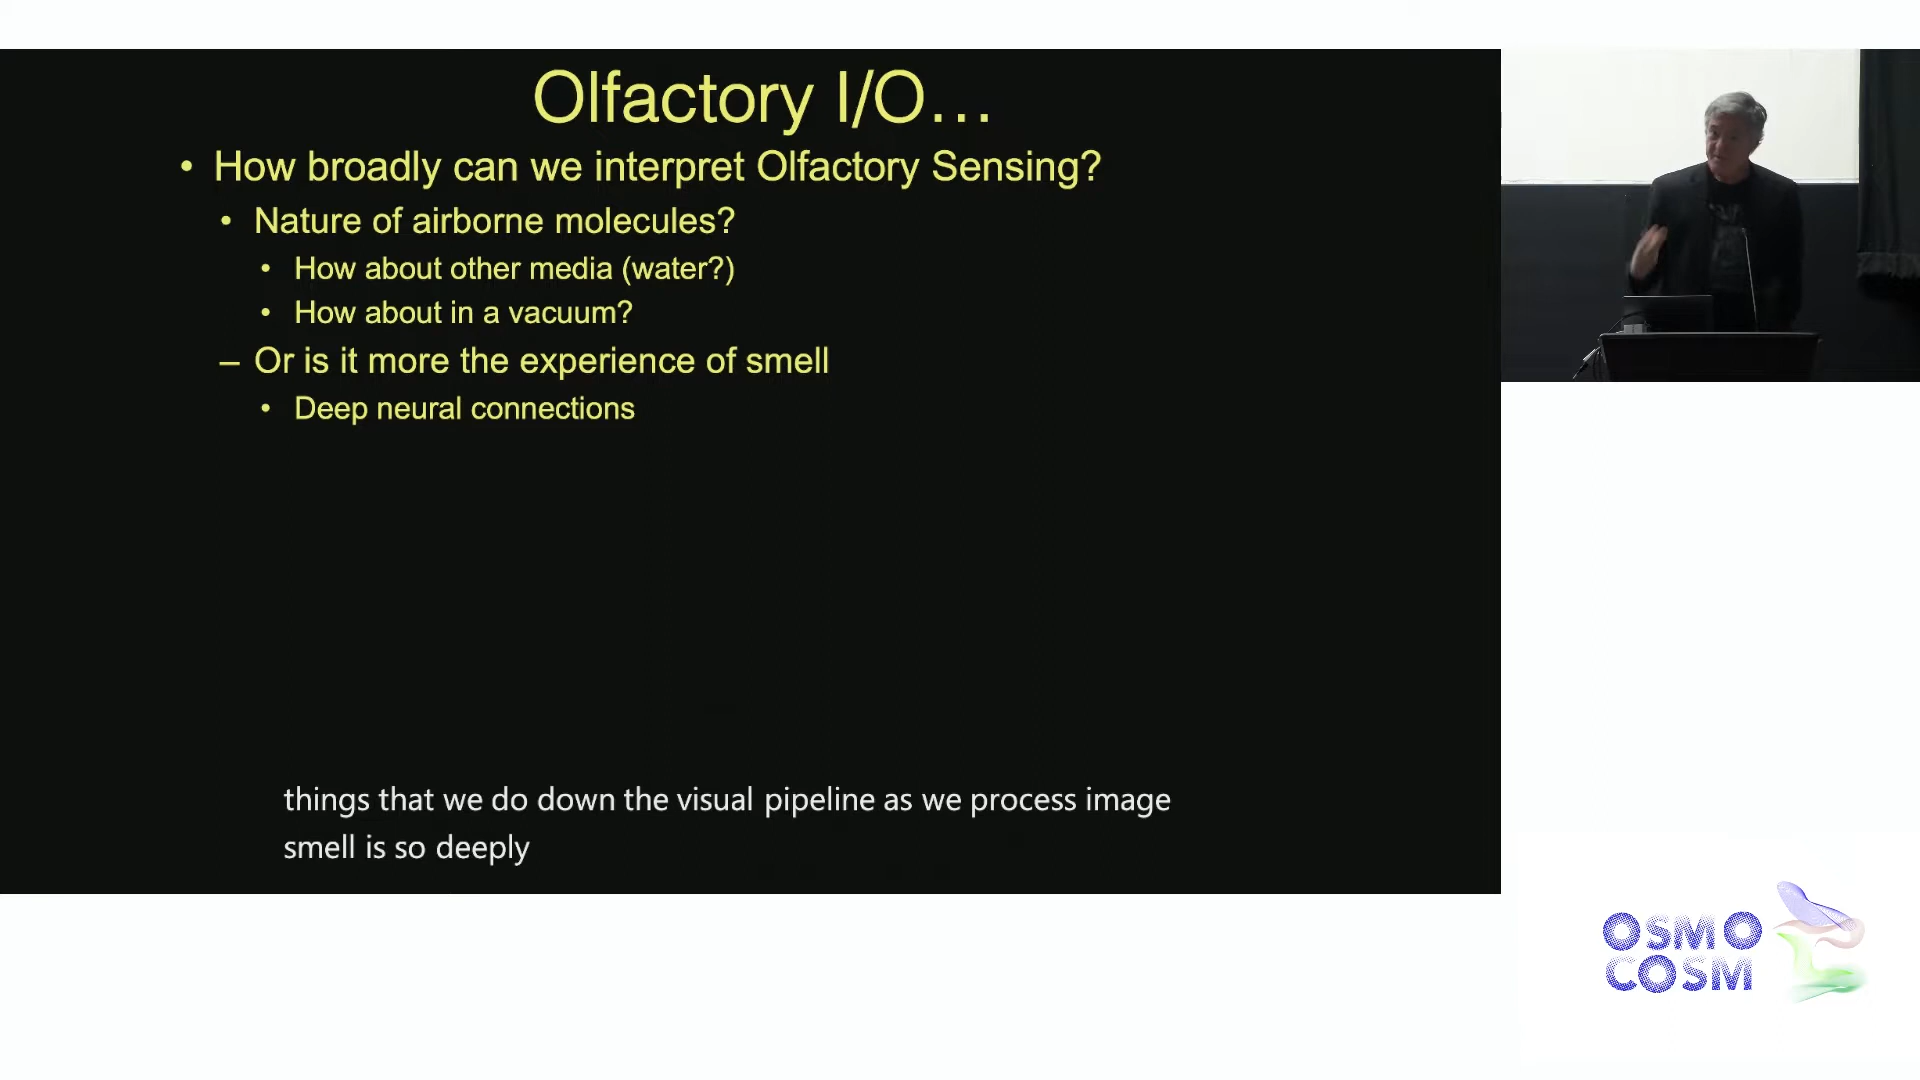 Olfactory I/O…
• How broadly can we interpret Olfactory Sensing?
• Nature of airborne molecules?
• How about other media (water?)
• How about in a vacuum?
– Or is it more the experience of smell
• Deep neural connections
things that we do down the visual pipeline as we process image
smell is so deeply
OSMO
COSM